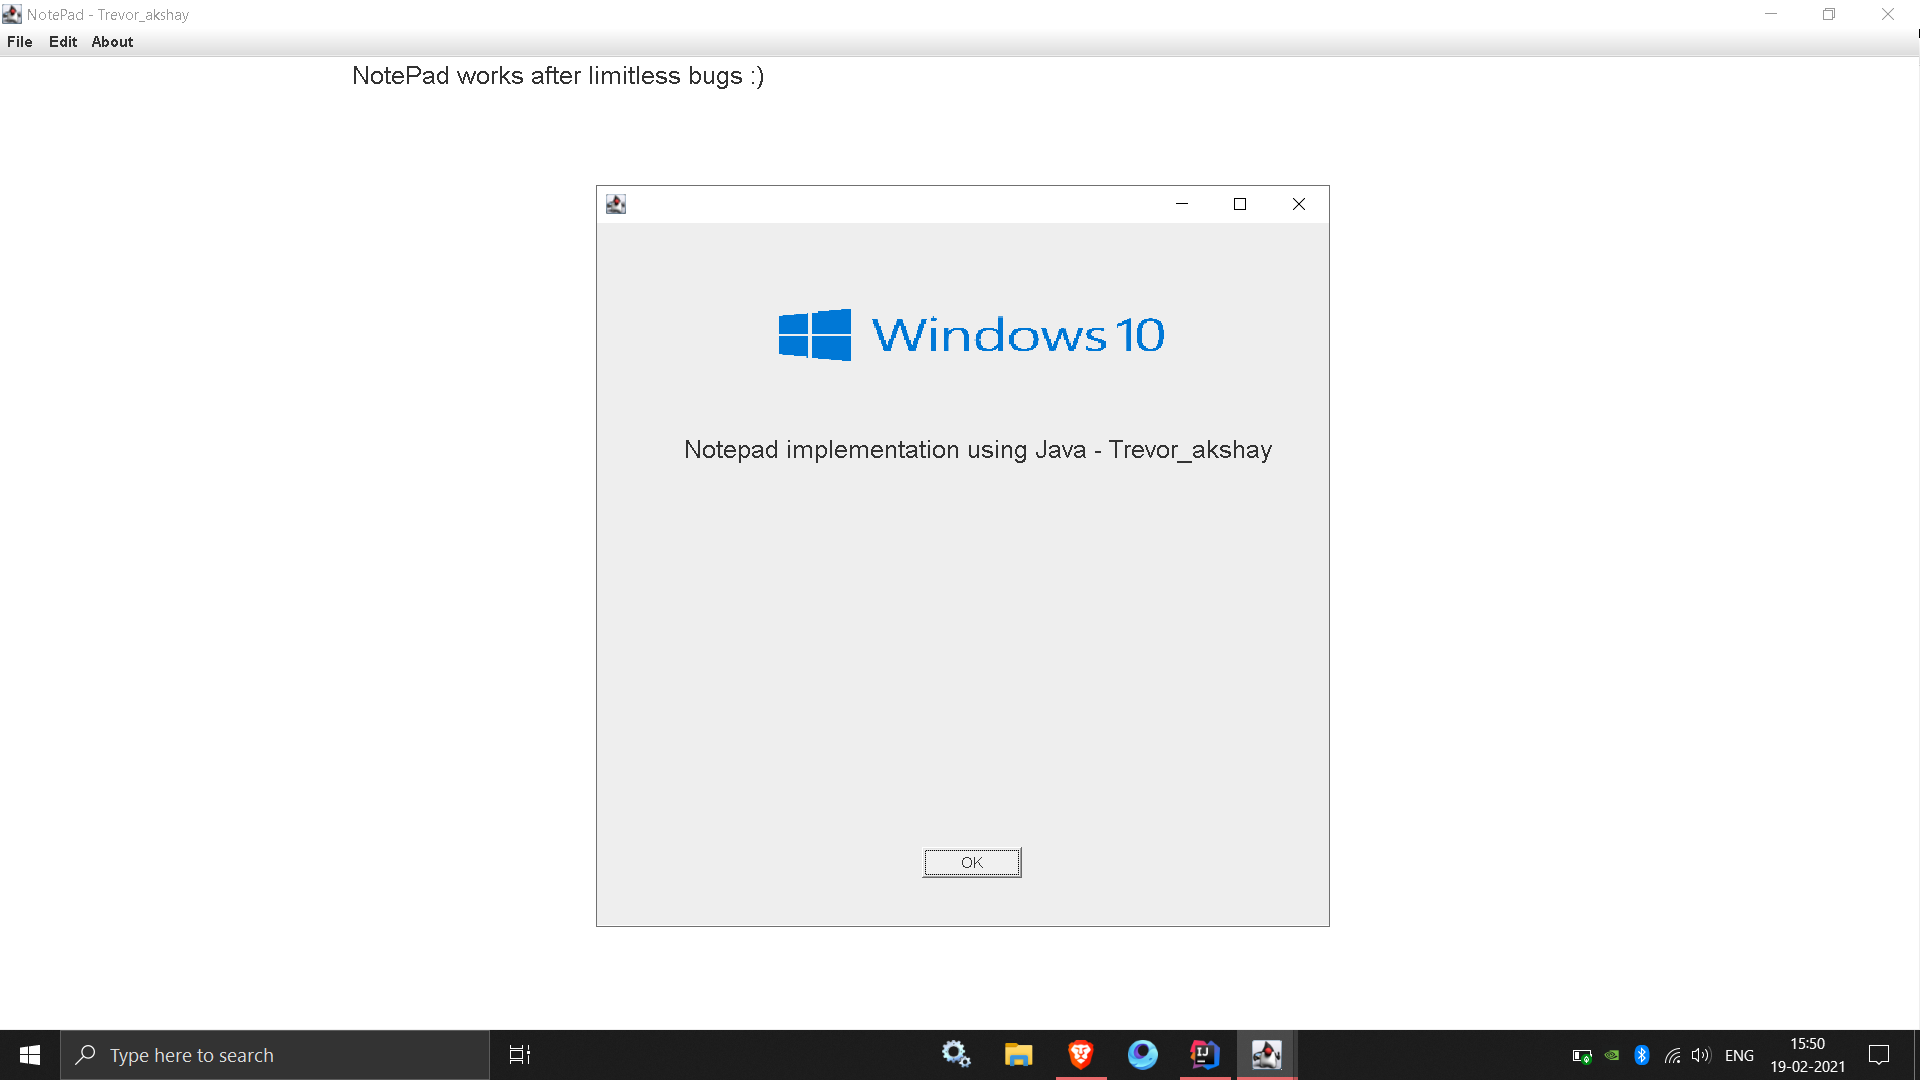 NotePad - Trevor_akshay
File Edit About
NotePad works after limitless bugs :)
Windows 10
Notepad implementation using Java - Trevor_akshay
OK
Type here to search
IJ
ENG
15:50
19-02-2021